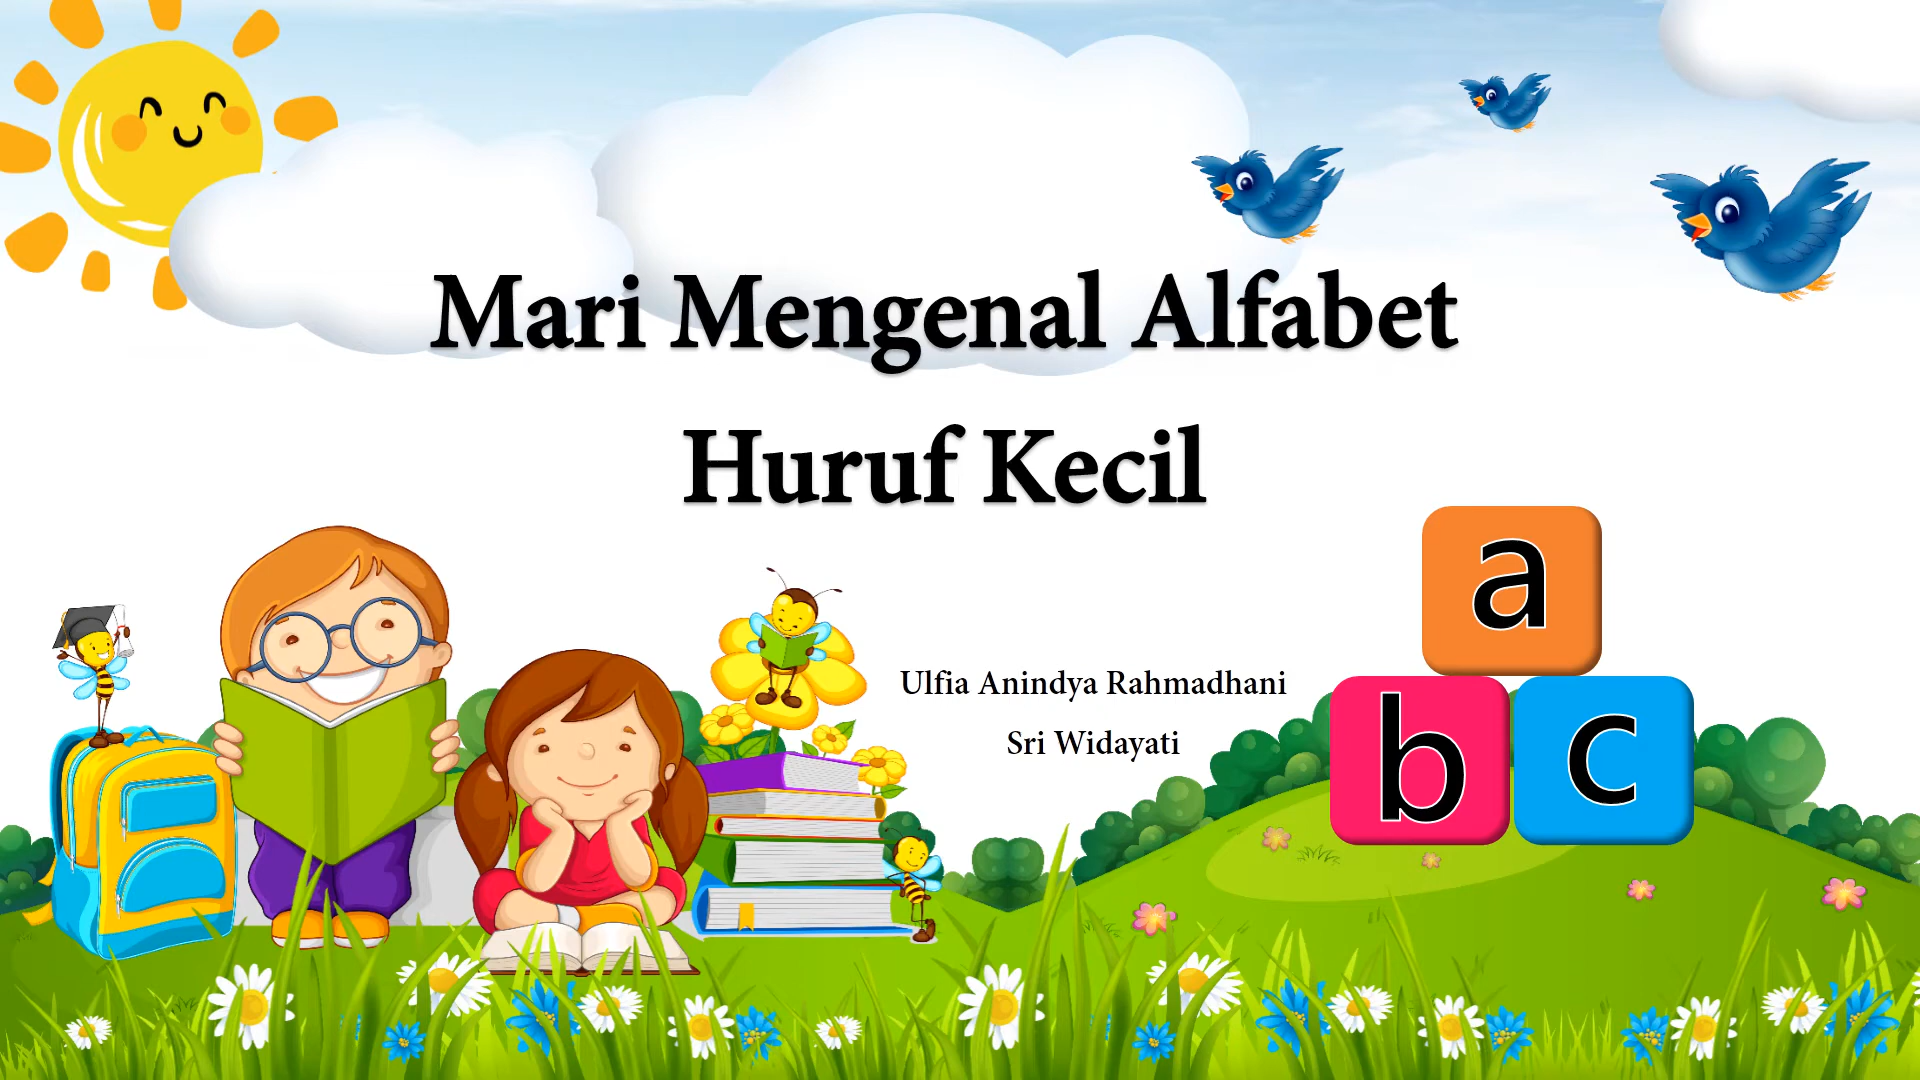 Mari Mengenal Alfabet
Huruf Kecil
Ulfia Anindya Rahmadhani
Sri Widayati
a
b c